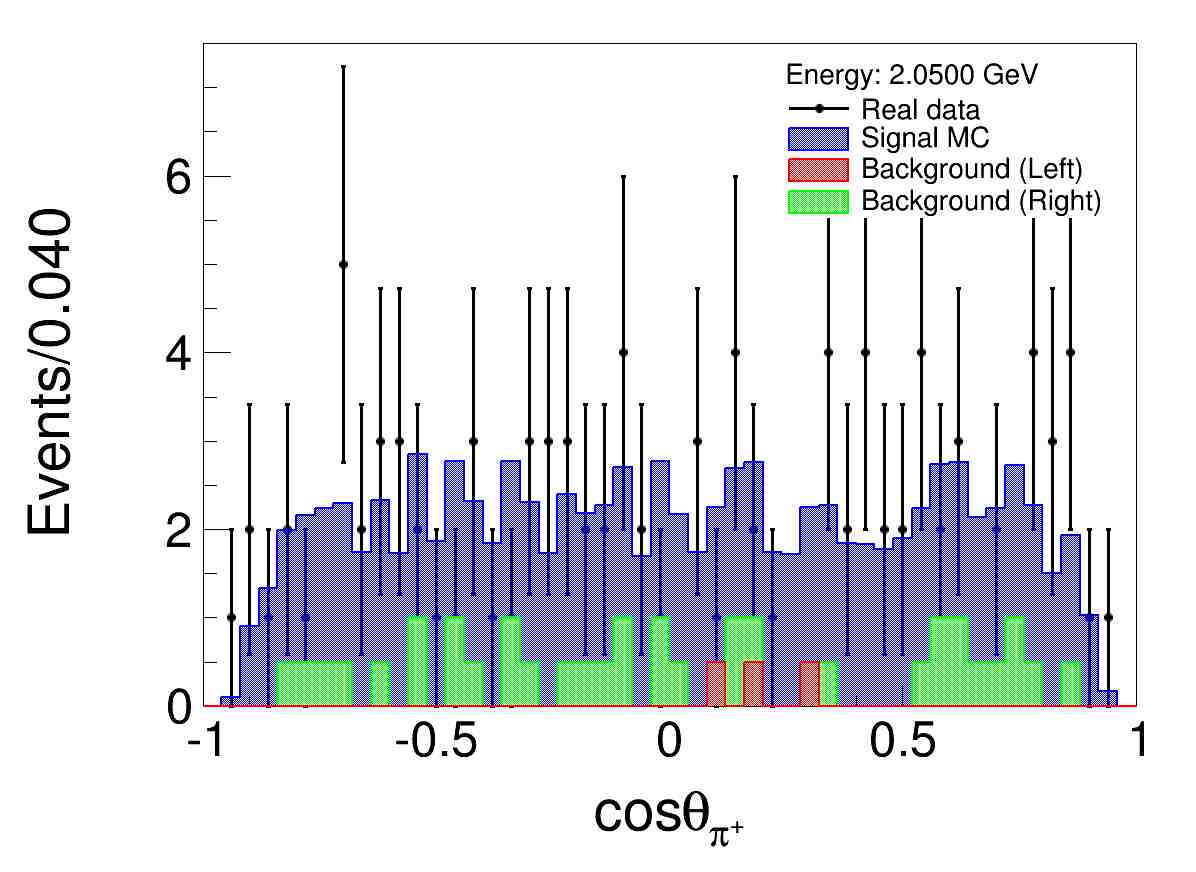 Energy: 2.0500 GeV
Real data
Signal MC
Background (Left)
Background (Right)
Events/0.040
6
4
2
0
-1
-0.5
0
0.5
1
cosθπ+